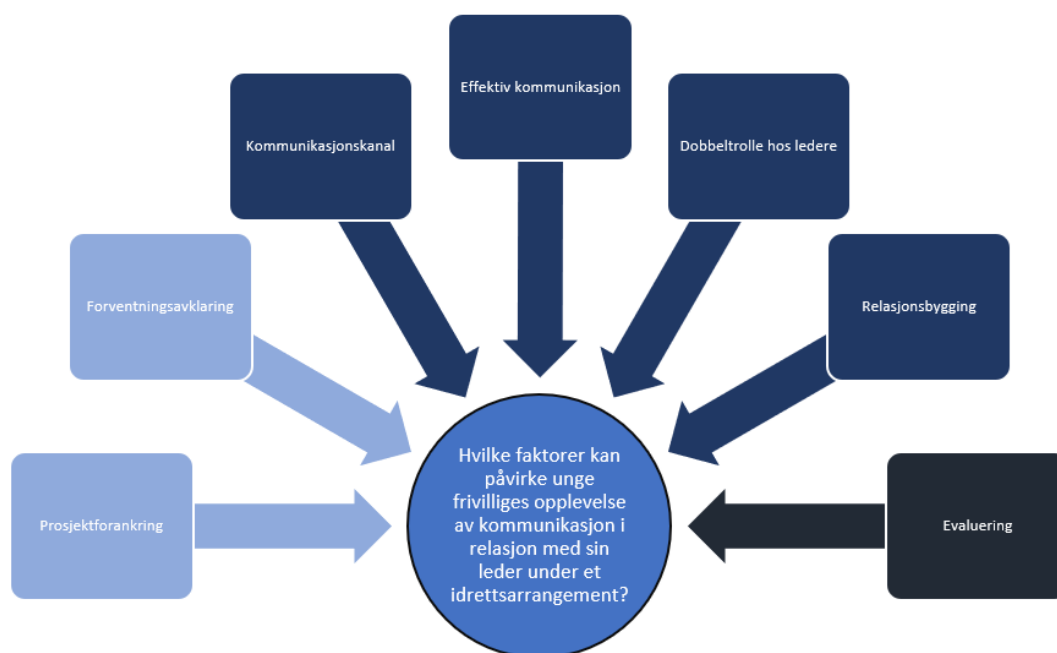 Effektiv kommunikasjon
Kommunikasjonskanal
Dobbeltrolle hos ledere
Forventningsavklaring
Relasjonsbygging
Hvilke faktorer kan
påvirke unge
frivilliges opplevelse
av kommunikasjon i
relasjon med sin
leder under et
idrettsarrangement?
Prosjektforankring
Evaluering